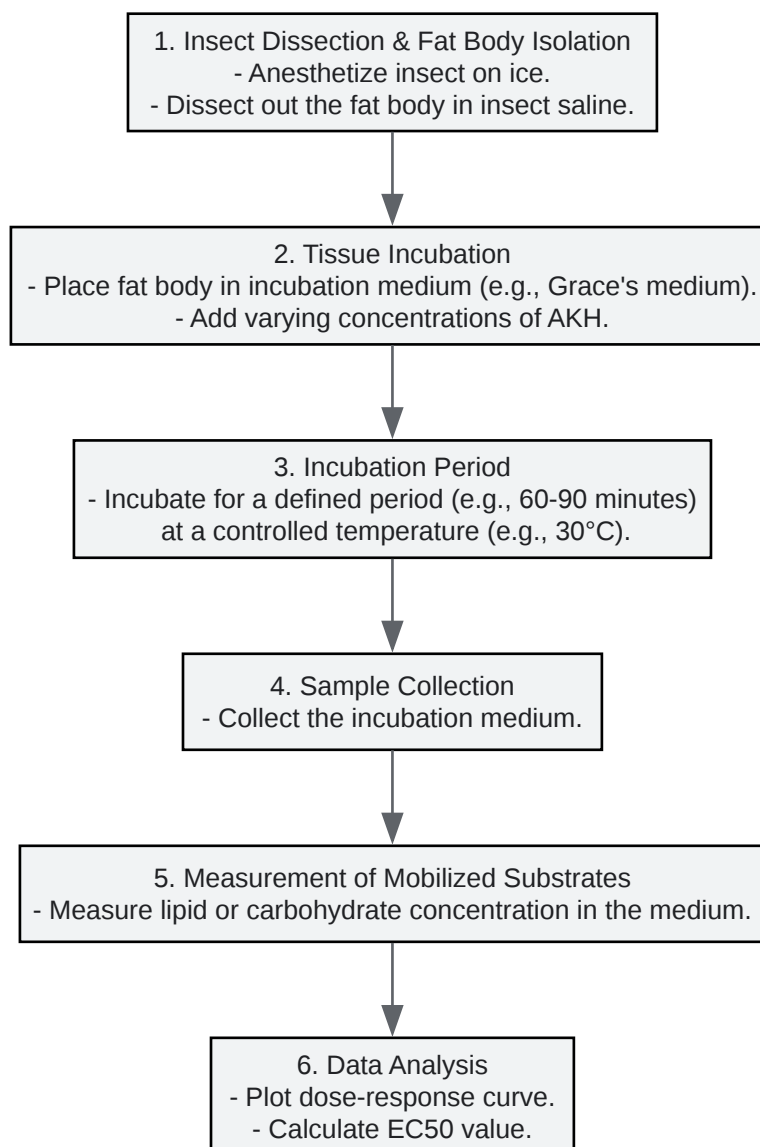 1. Insect Dissection & Fat Body Isolation
- Anesthetize insect on ice.
- Dissect out the fat body in insect saline.
2. Tissue Incubation
- Place fat body in incubation medium (e.g., Grace's medium).
- Add varying concentrations of AKH.
3. Incubation Period
- Incubate for a defined period (e.g., 60-90 minutes)
at a controlled temperature (e.g., 30°C).
4. Sample Collection
- Collect the incubation medium.
5. Measurement of Mobilized Substrates
- Measure lipid or carbohydrate concentration in the medium.
6. Data Analysis
- Plot dose-response curve.
- Calculate EC50 value.